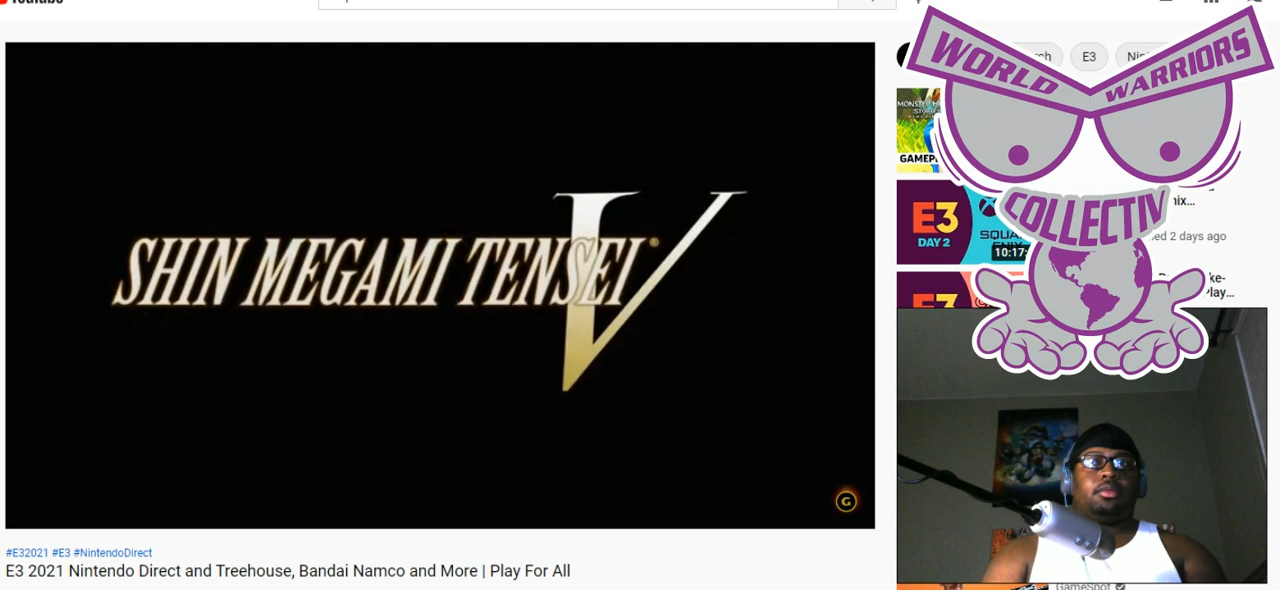 WORLD WARRIORS
COLLECTIV
E3
SHIN MEGAMI TENSEI V
®
G
GAMEP
E3
DAY 2
10:17:
ed 2 days ago
#E32021 #E3 #NintendoDirect
E3 2021 Nintendo Direct and Treehouse, Bandai Namco and More | Play For All
GameSpot